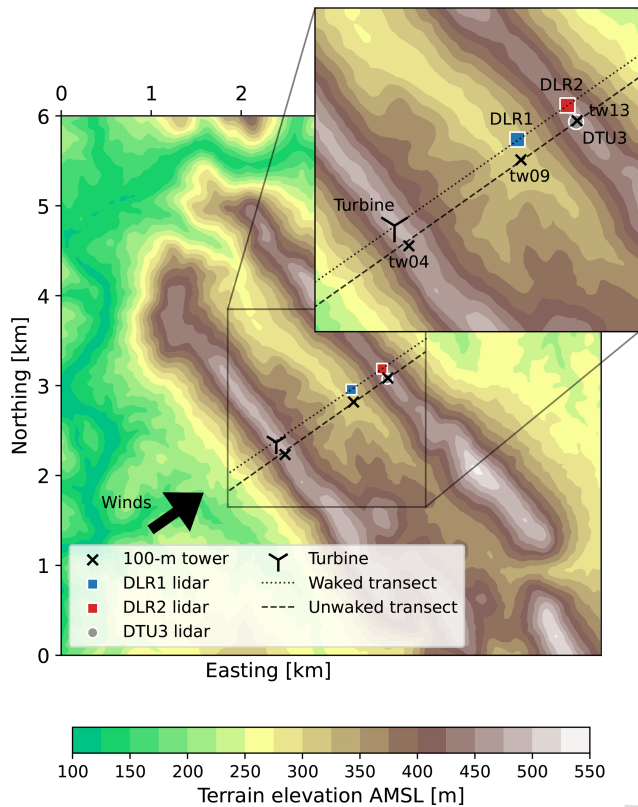 0 1 2
DLR2
tw13
DLR1
DTU3
tw09
Turbine
tw04
6
5
4
3
2
1
0
Northing [km]
Winds
100-m tower
DLR1 lidar
DLR2 lidar
DTU3 lidar
Turbine
Waked transect
Unwaked transect
Easting [km]
100 150 200 250 300 350 400 450 500 550
Terrain elevation AMSL [m]